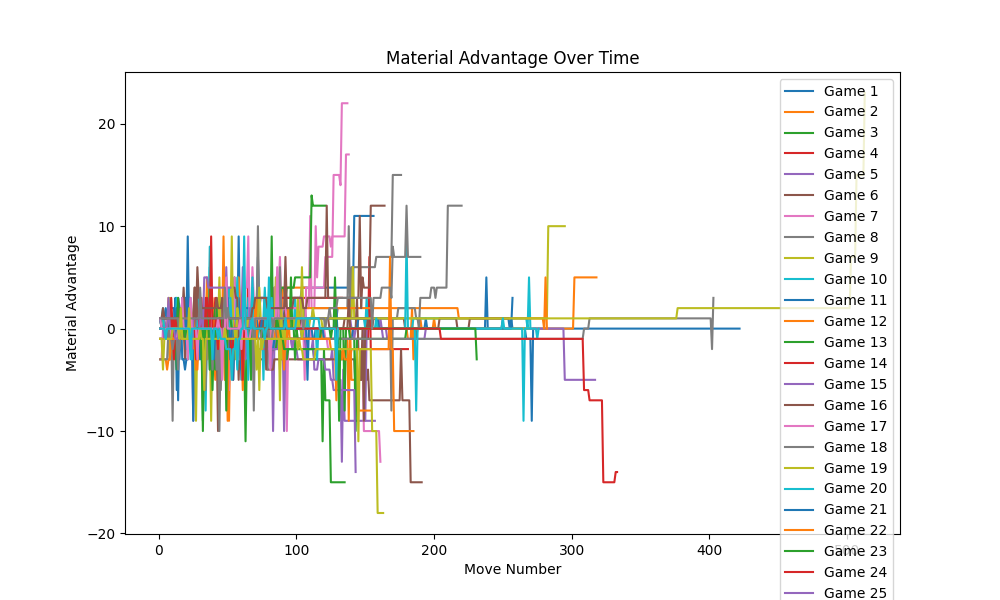 Material Advantage Over Time
Material Advantage
20
10
0
−10
−20
0
100
200
300
400
500
Move Number
Game 1
Game 2
Game 3
Game 4
Game 5
Game 6
Game 7
Game 8
Game 9
Game 10
Game 11
Game 12
Game 13
Game 14
Game 15
Game 16
Game 17
Game 18
Game 19
Game 20
Game 21
Game 22
Game 23
Game 24
Game 25